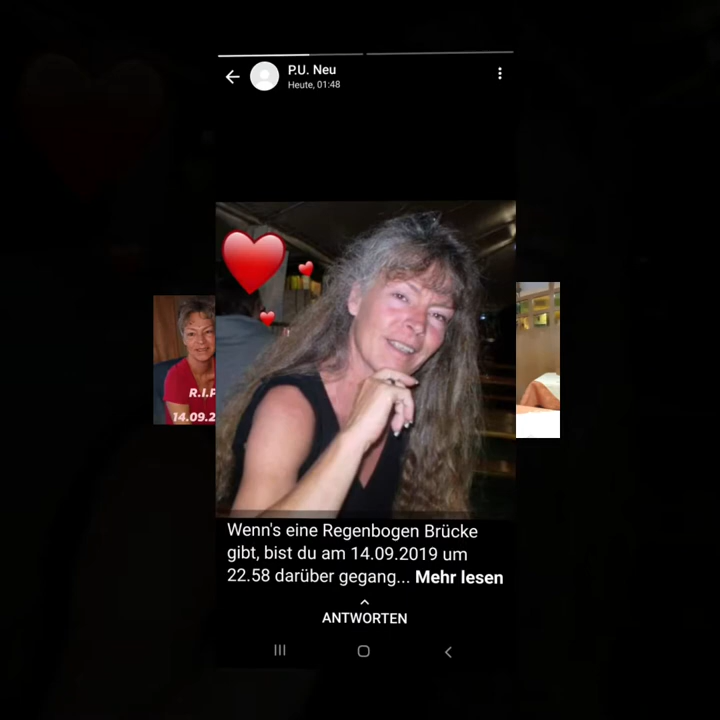 P.U. Neu
Heute, 01:48
R.I.P
14.09.2
Wenn's eine Regenbogen Brücke
gibt, bist du am 14.09.2019 um
22.58 darüber gegang... Mehr lesen
ANTWORTEN